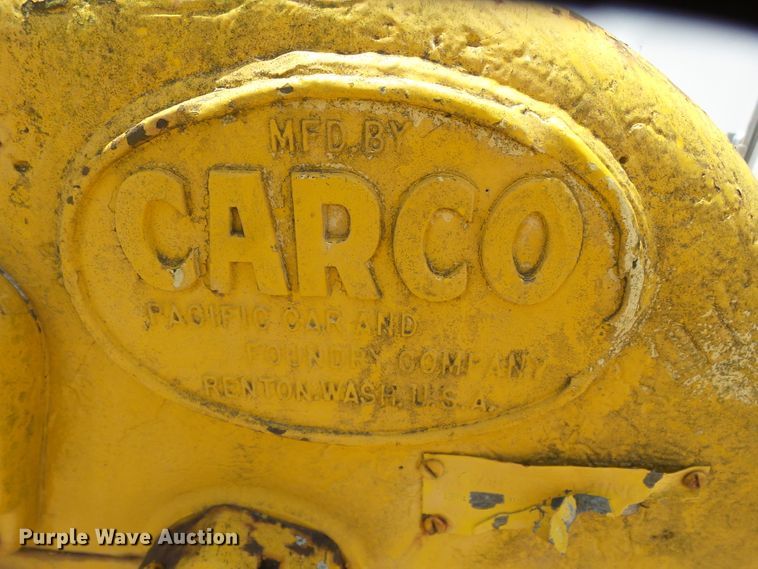 MFD. BY
CARCO
PACIFIC CAR AND
FOUNDRY COMPANY
RENTON. WASH. U. S. A.
Purple Wave Auction